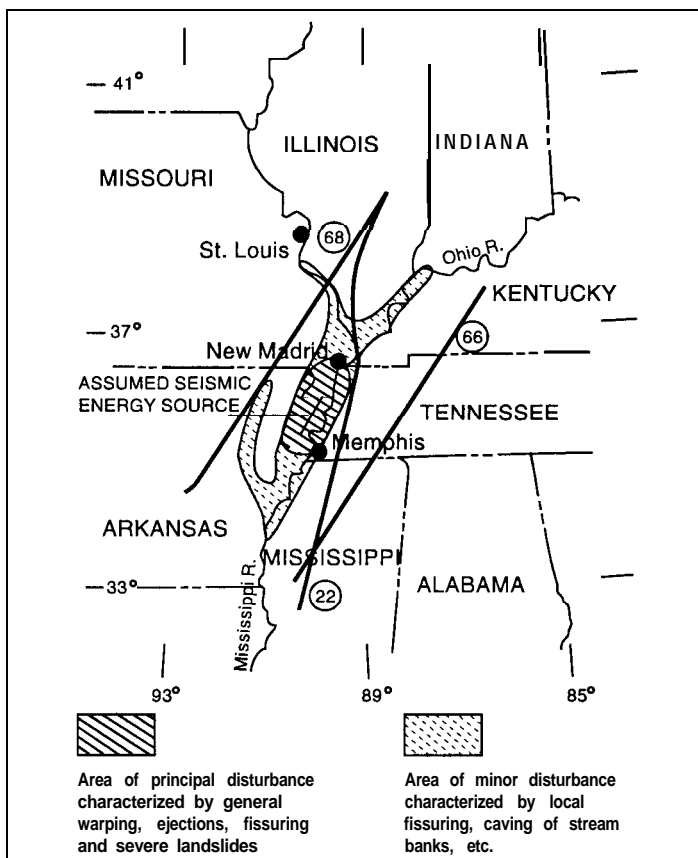 41°
ILLINOIS
INDIANA
MISSOURI
St. Louis
68
Ohio R.
KENTUCKY
37°
New Madrid
66
ASSUMED SEISMIC
ENERGY SOURCE
TENNESSEE
Memphis
ARKANSAS
MISSISSIPPI
33°
Mississippi R.
22
ALABAMA
93°
89°
85°
Area of principal disturbance
characterized by general
warping, ejections, fissuring
and severe landslides
Area of minor disturbance
characterized by local
fissuring, caving of stream
banks, etc.